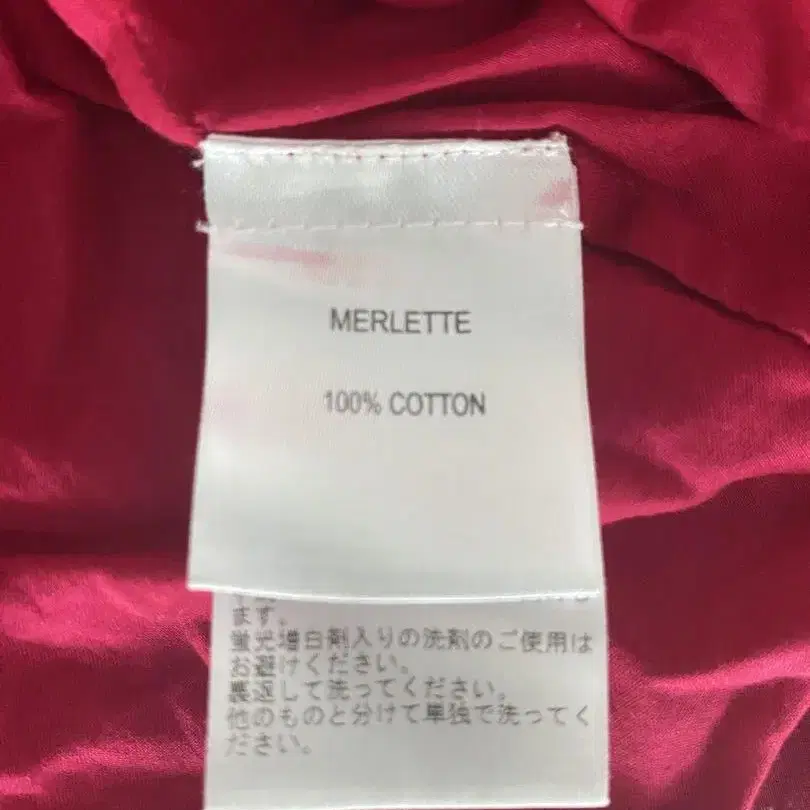 MERLETTE
100% COTTON
ます。
蛍光増白剤入りの洗剤のご使用は
お避けください。
裏返して洗ってください。
他のものと分けて単独で洗ってく
ださい。